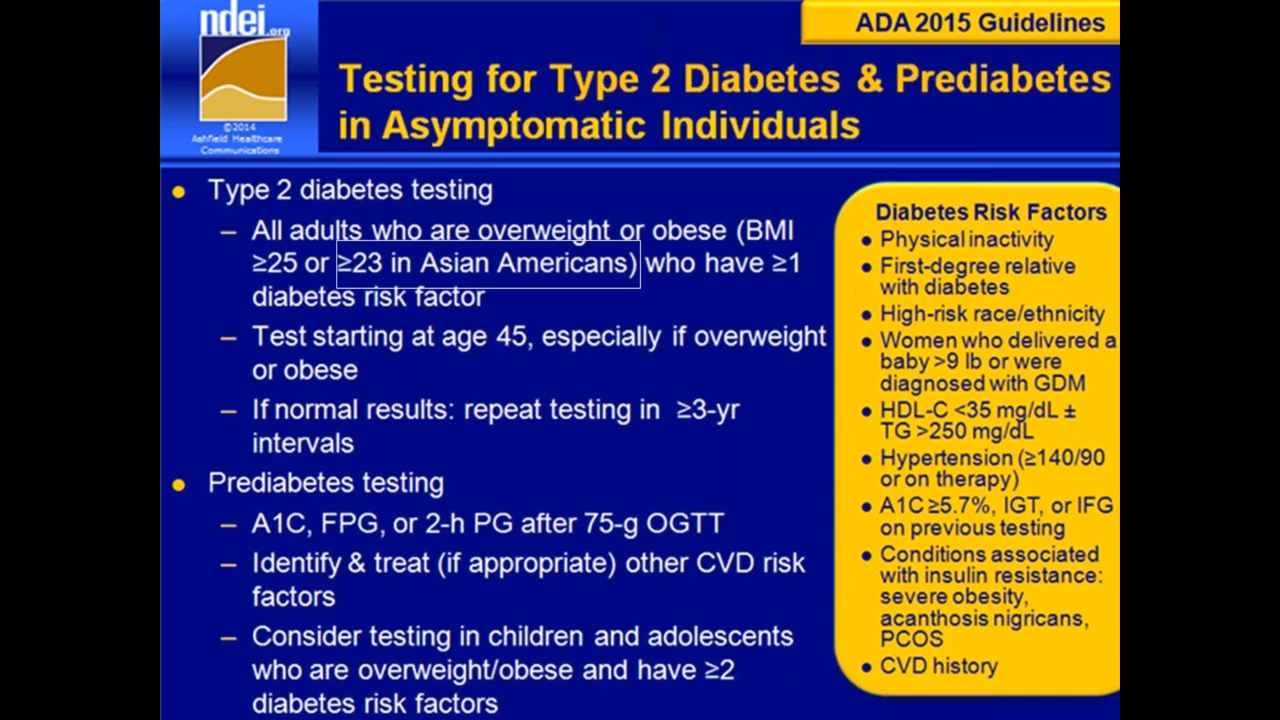 ndei.org
©2014
Ashfield Healthcare
Communications
ADA 2015 Guidelines
Testing for Type 2 Diabetes & Prediabetes
in Asymptomatic Individuals
● Type 2 diabetes testing
– All adults who are overweight or obese (BMI
≥25 or ≥23 in Asian Americans) who have ≥1
diabetes risk factor
– Test starting at age 45, especially if overweight
or obese
– If normal results: repeat testing in ≥3-yr
intervals
● Prediabetes testing
– A1C, FPG, or 2-h PG after 75-g OGTT
– Identify & treat (if appropriate) other CVD risk
factors
– Consider testing in children and adolescents
who are overweight/obese and have ≥2
diabetes risk factors
Diabetes Risk Factors
● Physical inactivity
● First-degree relative
with diabetes
● High-risk race/ethnicity
● Women who delivered a
baby >9 lb or were
diagnosed with GDM
● HDL-C <35 mg/dL ±
TG >250 mg/dL
● Hypertension (≥140/90
or on therapy)
● A1C ≥5.7%, IGT, or IFG
on previous testing
● Conditions associated
with insulin resistance:
severe obesity,
acanthosis nigricans,
PCOS
● CVD history